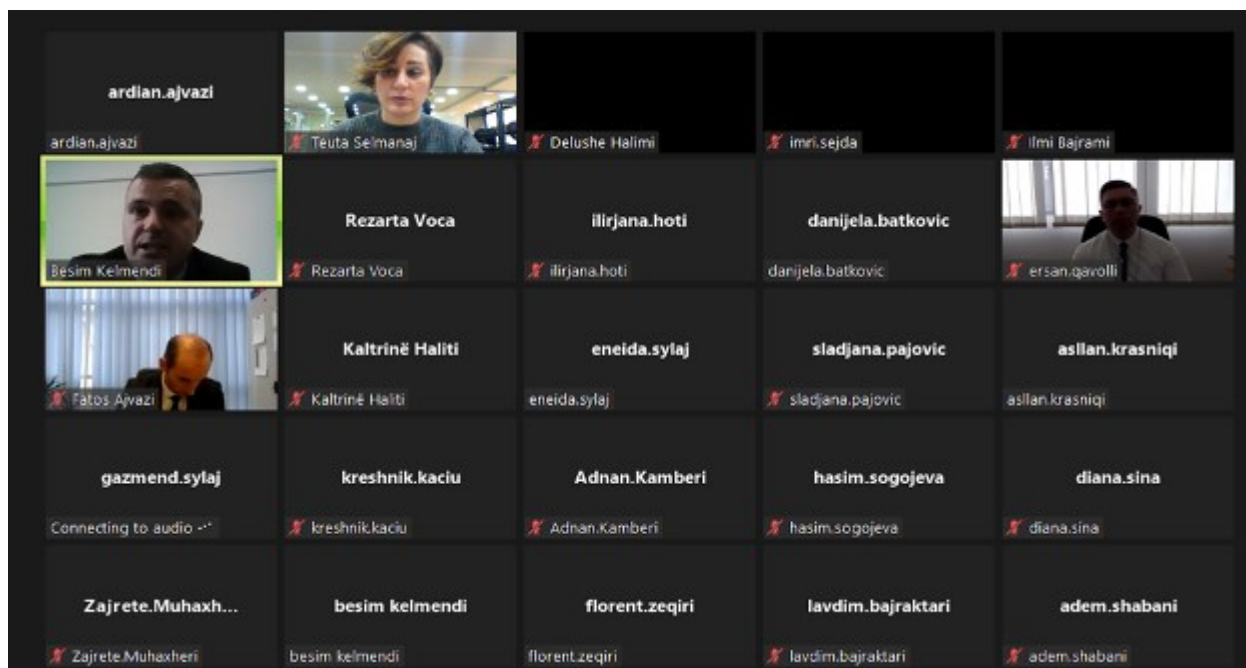 ardian.ajvazi
ardian.ajvazi
Teuta Selmanaj
Delushe Halimi
imri.sejda
Ilmi Bajrami
Besim Kelmendi
Rezarta Voca
Rezarta Voca
ilirjana.hoti
ilirjana.hoti
danijela.batkovic
danijela.batkovic
ersan.qavolli
Fatos Ajvazi
Kaltrinë Haliti
Kaltrinë Haliti
eneida.sylaj
eneida.sylaj
sladjana.pajovic
sladjana.pajovic
asllan.krasniqi
asllan.krasniqi
gazmend.sylaj
Connecting to audio
kreshnik.kaciu
kreshnik.kaciu
Adnan.Kamberi
Adnan.Kamberi
hasim.sogojeva
hasim.sogojeva
diana.sina
diana.sina
Zajrete.Muhaxh...
Zajrete.Muhaxheri
besim kelmendi
besim kelmendi
florent.zeqiri
florent.zeqiri
lavdim.bajraktari
lavdim.bajraktari
adem.shabani
adem.shabani